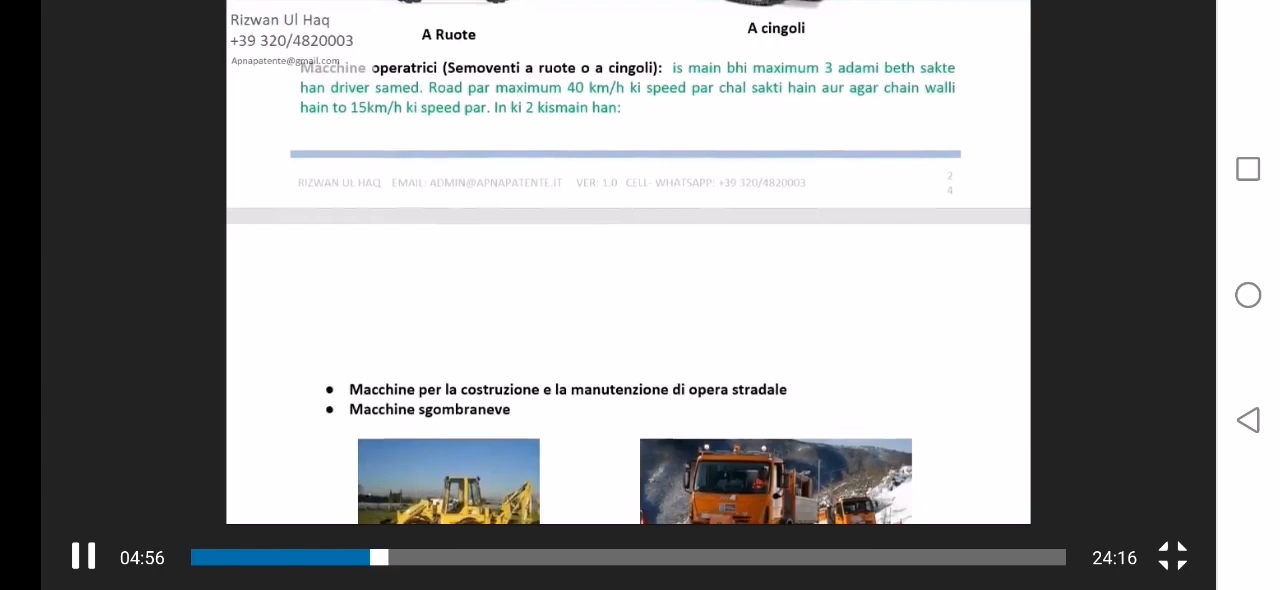 Rizwan Ul Haq
+39 320/4820003
Apnapatente@gmail.com
A Ruote
A cingoli
Macchine operatrici (Semoventi a ruote o a cingoli): is main bhi maximum 3 adami beth sakte
han driver samed. Road par maximum 40 km/h ki speed par chal sakti hain aur agar chain walli
hain to 15km/h ki speed par. In ki 2 kismain han:
RIZWAN UL HAQ EMAIL: ADMIN@APNAPATENTE.IT VER: 1.0 CELL- WHATSAPP: +39 320/4820003
2
4
● Macchine per la costruzione e la manutenzione di opera stradale
● Macchine sgombraneve
04:56
24:16